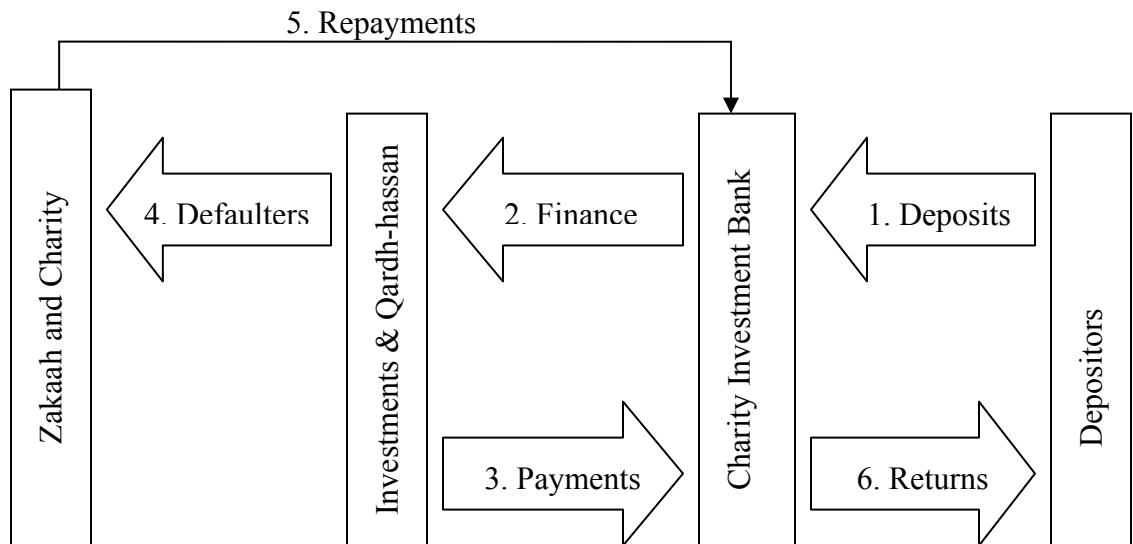 5. Repayments
Zakaah and Charity
4. Defaulters
Investments & Qardh-hassan
2. Finance
3. Payments
Charity Investment Bank
1. Deposits
6. Returns
Depositors